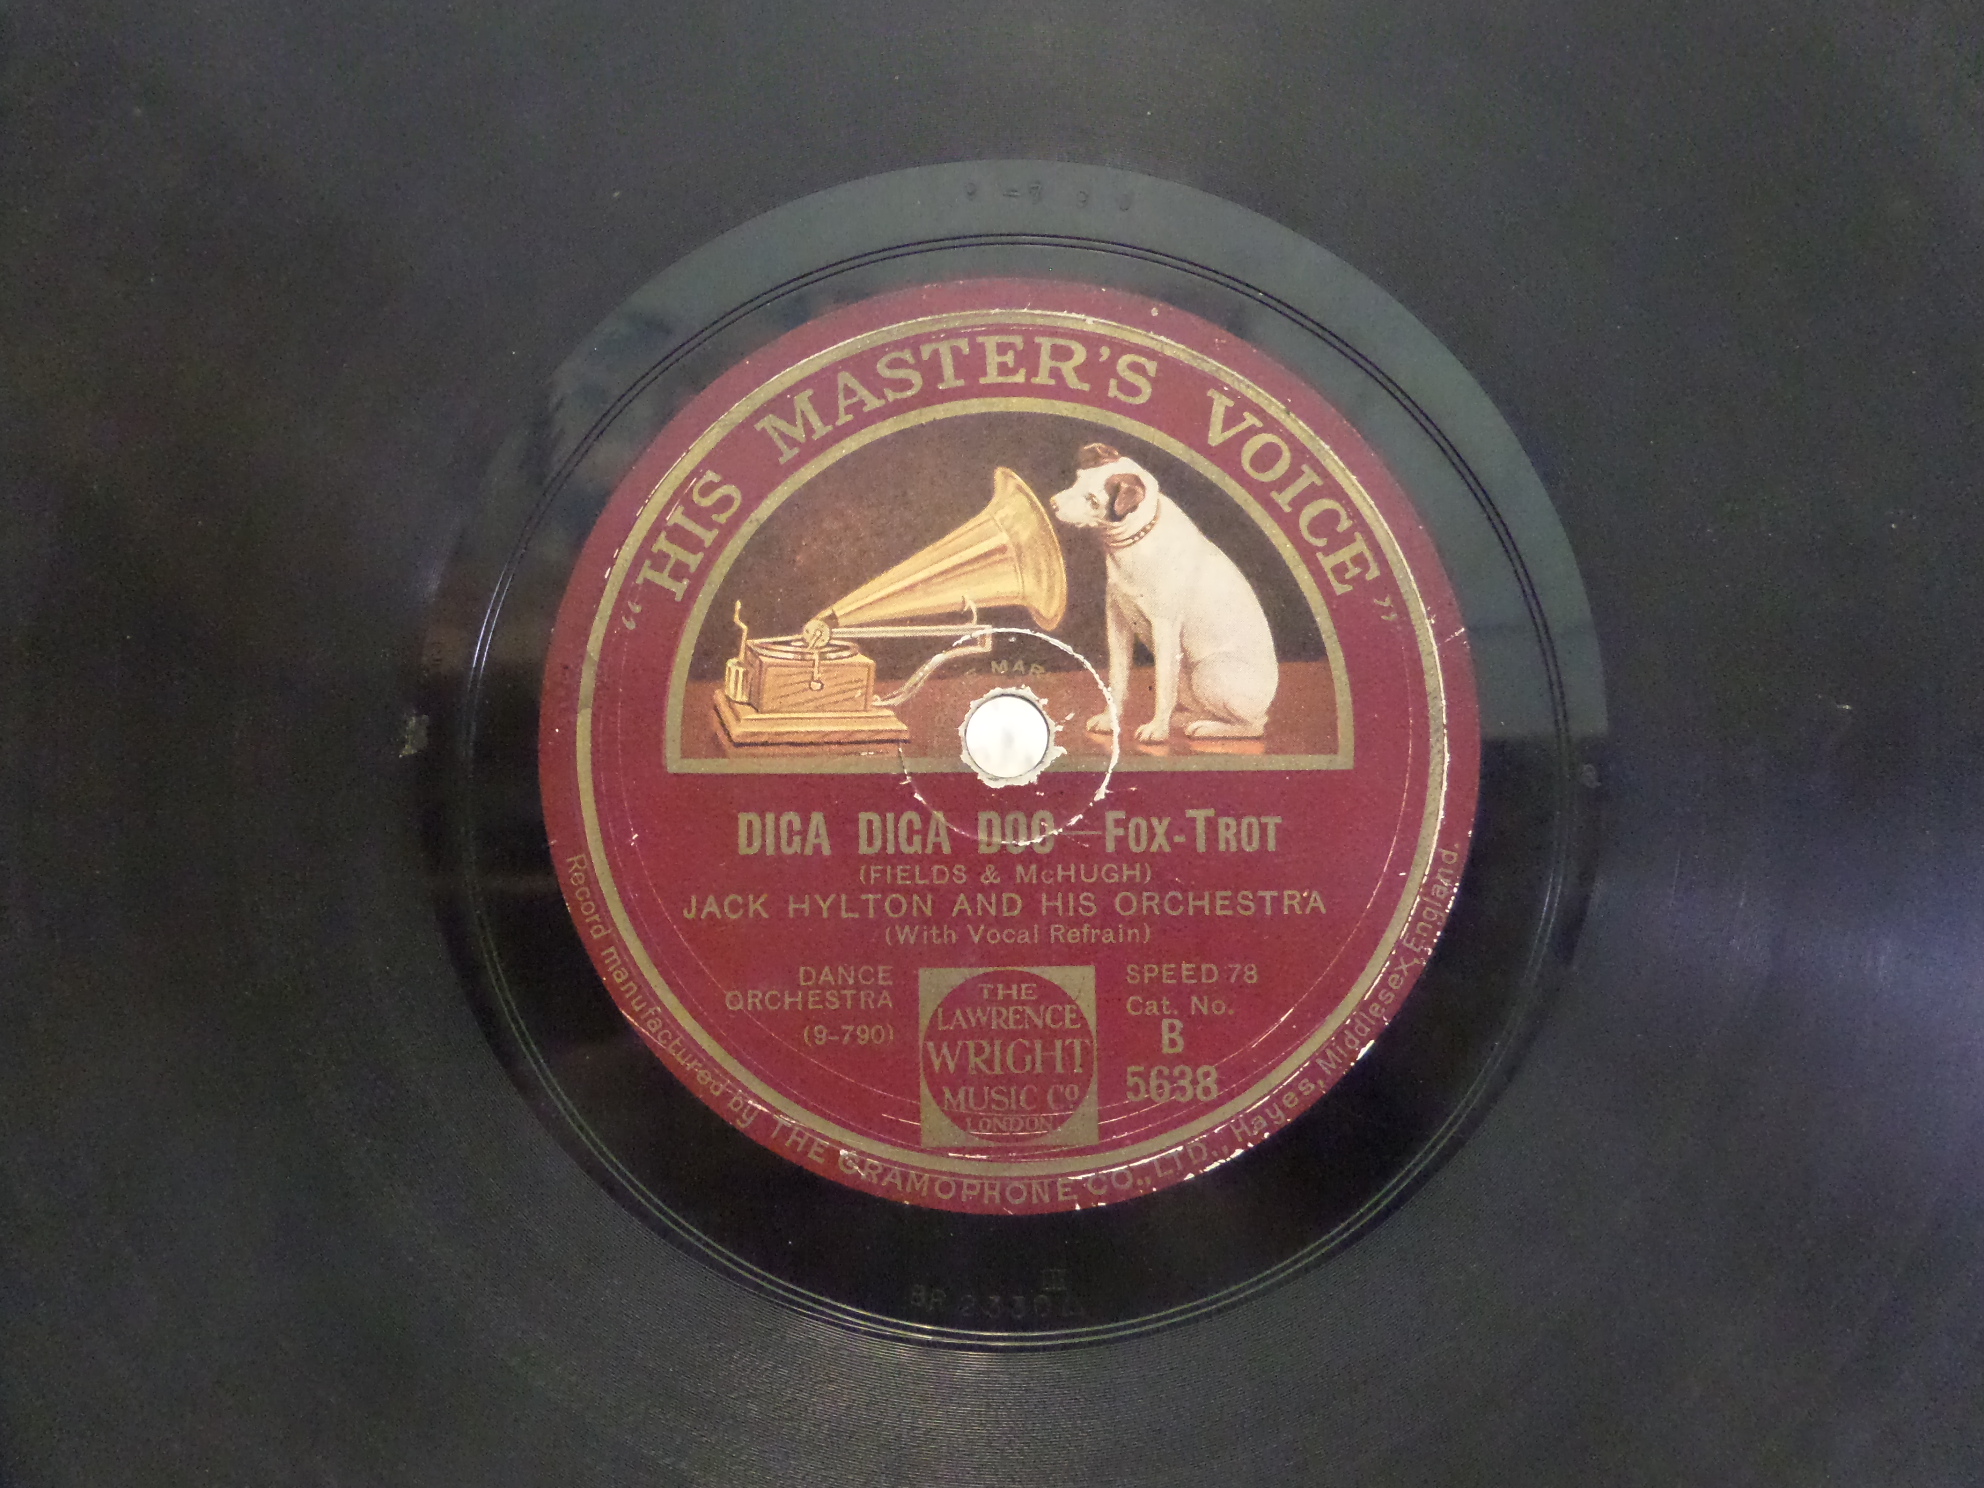 “HIS MASTER'S VOICE”
MAR
DIGA DIGA DOO—FOX-TROT
(FIELDS & McHUGH)
JACK HYLTON AND HIS ORCHESTRA
(With Vocal Refrain)
DANCE
ORCHESTRA
(9-790)
THE
LAWRENCE
WRIGHT
MUSIC Co
LONDON
SPEED 78
Cat. No.
B
5638
Record manufactured by THE GRAMOPHONE CO., LTD., Hayes, Middlesex, England.